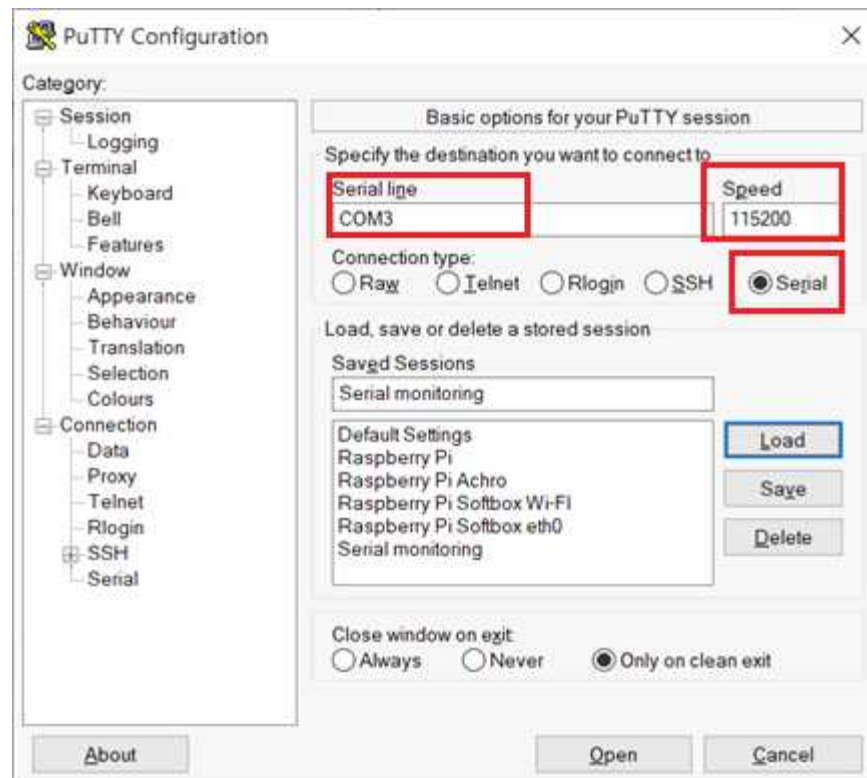 PuTTY Configuration
Category:
Session
Logging
Terminal
Keyboard
Bell
Features
Window
Appearance
Behaviour
Translation
Selection
Colours
Connection
Data
Proxy
Telnet
Rlogin
SSH
Serial
Basic options for your PuTTY session
Specify the destination you want to connect to
Serial line Speed
COM3 115200
Connection type:
Raw Telnet Rlogin SSH Serial
Load, save or delete a stored session
Saved Sessions
Serial monitoring
Default Settings
Raspberry Pi
Raspberry Pi Achro
Raspberry Pi Softbox Wi-FI
Raspberry Pi Softbox eth0
Serial monitoring
Load
Save
Delete
Close window on exit
Always Never Only on clean exit
About Open Cancel